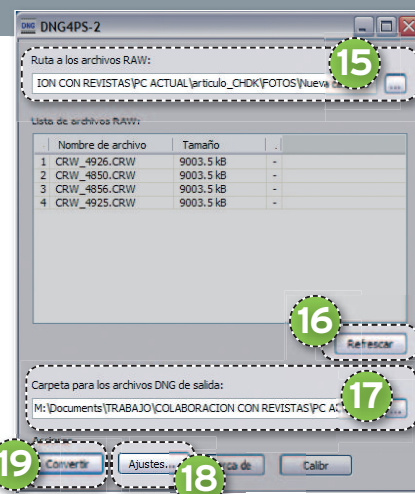 DNG4PS-2
Ruta a los archivos RAW:
15
ION CON REVISTAS\PC ACTUAL\articulo_CHDK\FOTOS\Nueva ...
Lista de archivos RAW:
Nombre de archivo Tamaño .
1 CRW_4926.CRW 9003.5 kB -
2 CRW_4850.CRW 9003.5 kB -
3 CRW_4856.CRW 9003.5 kB -
4 CRW_4925.CRW 9003.5 kB -
16
Refrescar
Carpeta para los archivos DNG de salida:
17
M:\Documents\TRABAJO\COLABORACION CON REVISTAS\PC ...
19 Convertir Ajustes... de Calibr
18